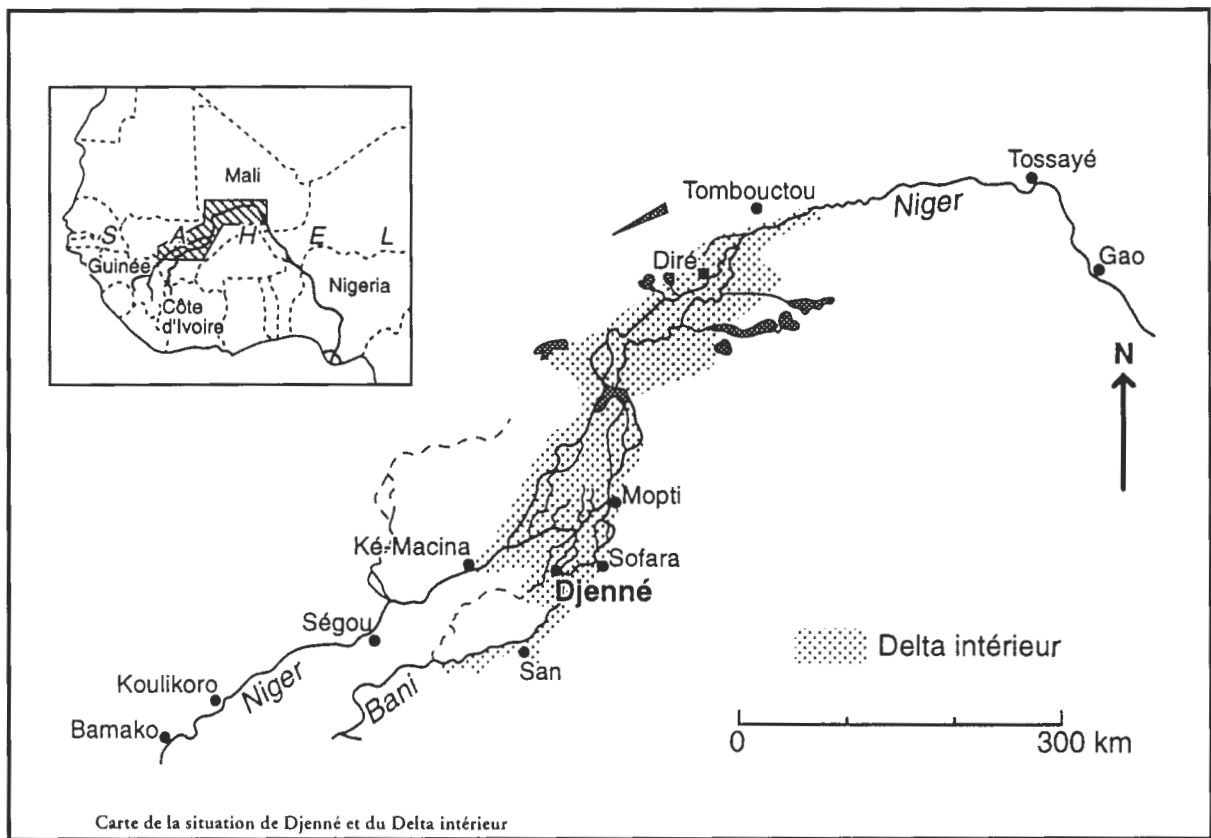 Mali
S A H E L
Guinée
Nigeria
Côte
d'Ivoire
Tossayé
Tombouctou
Niger
Gao
Diré
N
Mopti
Ké-Macina
Sofara
Djenné
Ségou
Delta intérieur
San
Koulikoro
Niger
Bani
Bamako
0 300 km
Carte de la situation de Djenné et du Delta intérieur